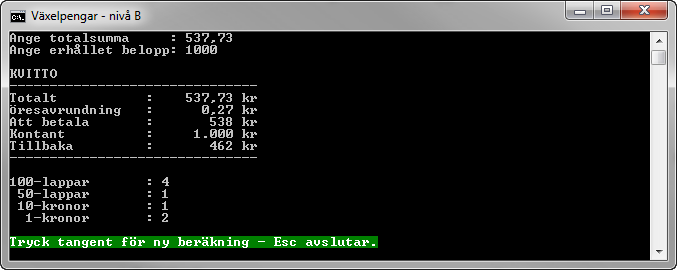 Växelpengar - nivå B
Ange totalsumma     : 537,73
Ange erhållet belopp: 1000
KVITTO
--------------------------------
Totalt           :    537,73 kr
Öresavrundning   :      0,27 kr
Att betala       :       538 kr
Kontant          :     1.000 kr
Tillbaka         :       462 kr
--------------------------------
100-lappar       : 4
50-lappar       : 1
10-kronor       : 1
1-kronor       : 2
Tryck tangent för ny beräkning - Esc avslutar.